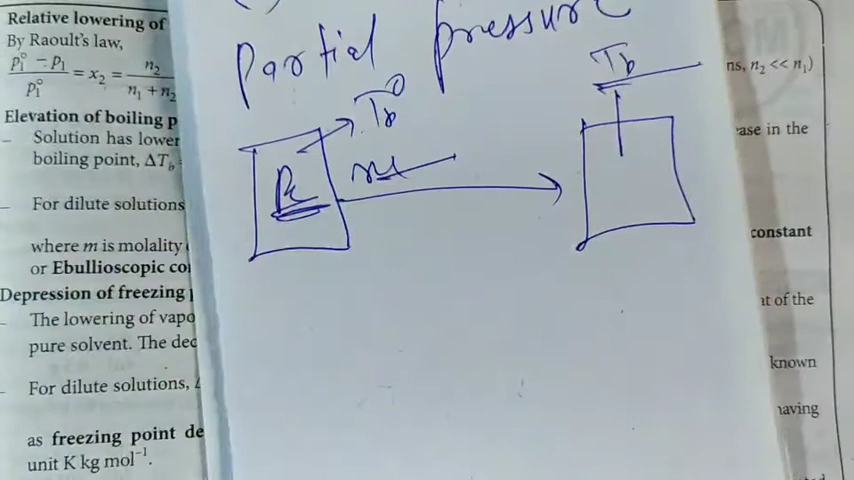 Relative lowering of
By Raoult's law,
p₁° − p₁ / p₁° = x₂ = n₂ / n₁ + n₂
Elevation of boiling p
– Solution has lower
boiling point, ΔT_b =
– For dilute solutions
where m is molality
or Ebullioscopic co
Depression of freezing
– The lowering of vapo
pure solvent. The dec
– For dilute solutions,
as freezing point de
unit K kg mol⁻¹.
Partial pressure
T_b°
T_b
ns, n₂ << n₁)
ase in the
constant
t of the
known
aving